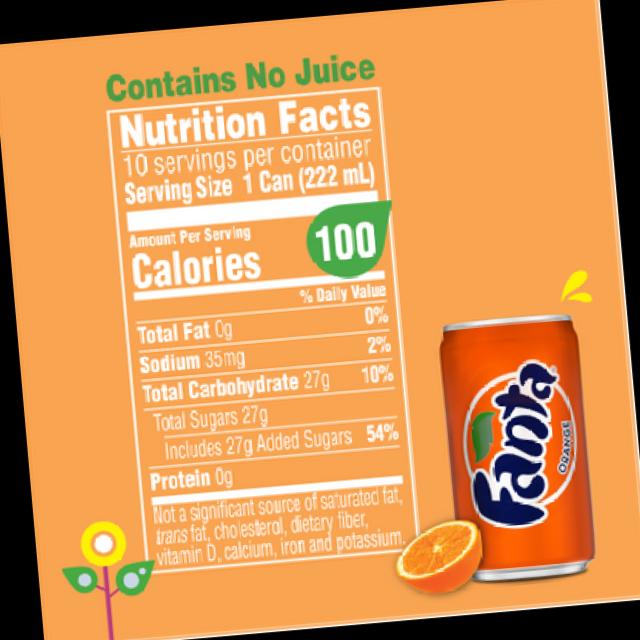 Contains No Juice
Nutrition Facts
10 servings per container
Serving Size 1 Can (222 mL)
Amount Per Serving
Calories 100
% Daily Value
Total Fat 0g 0%
Sodium 35mg 2%
Total Carbohydrate 27g 10%
Total Sugars 27g
Includes 27g Added Sugars 54%
Protein 0g
Not a significant source of saturated fat,
trans fat, cholesterol, dietary fiber,
vitamin D, calcium, iron and potassium.
Fanta
ORANGE